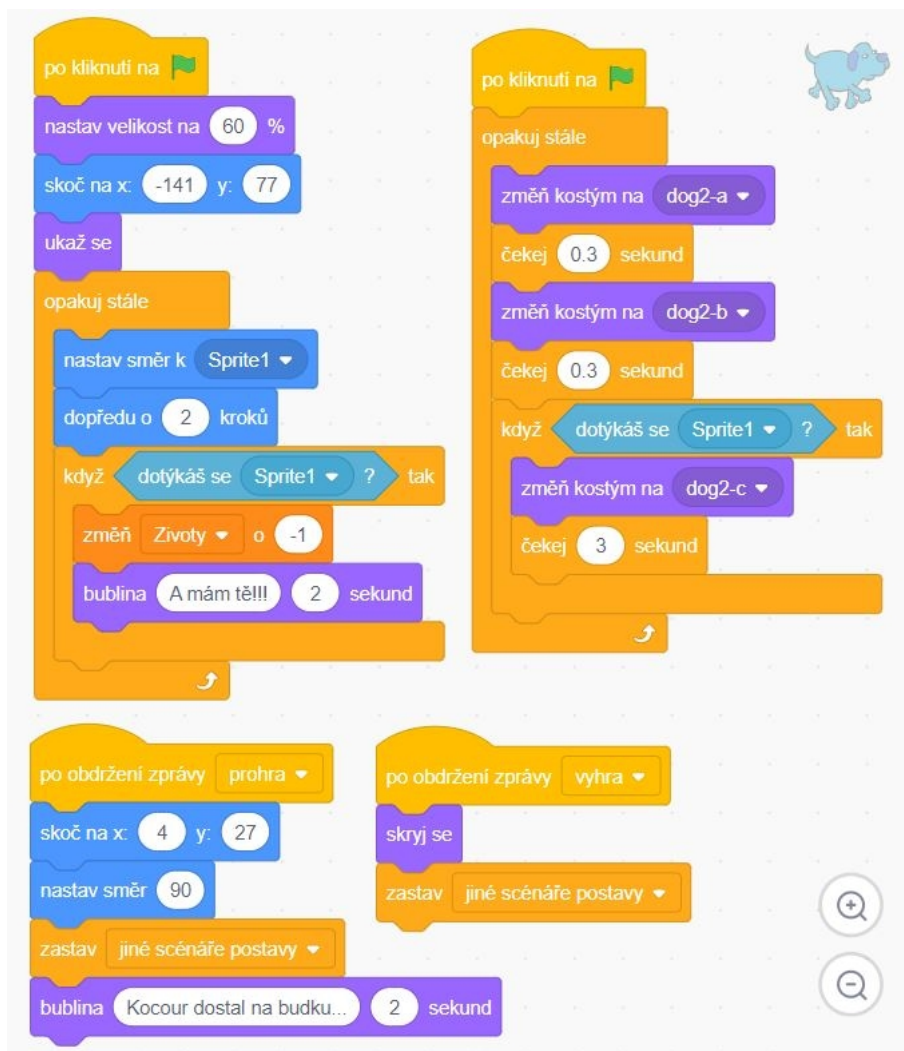 po kliknutí na
nastav velikost na 60 %
skoč na x: -141 y: 77
ukaž se
opakuj stále
nastav směr k Sprite1
dopředu o 2 kroků
když dotýkáš se Sprite1 ? tak
změň Zivoty o -1
bublina A mám tě!!! 2 sekund
po kliknutí na
opakuj stále
změň kostým na dog2-a
čekej 0.3 sekund
změň kostým na dog2-b
čekej 0.3 sekund
když dotýkáš se Sprite1 ? tak
změň kostým na dog2-c
čekej 3 sekund
po obdržení zprávy prohra
skoč na x: 4 y: 27
nastav směr 90
zastav jiné scénáře postavy
bublina Kocour dostal na budku... 2 sekund
po obdržení zprávy vyhra
skryj se
zastav jiné scénáře postavy